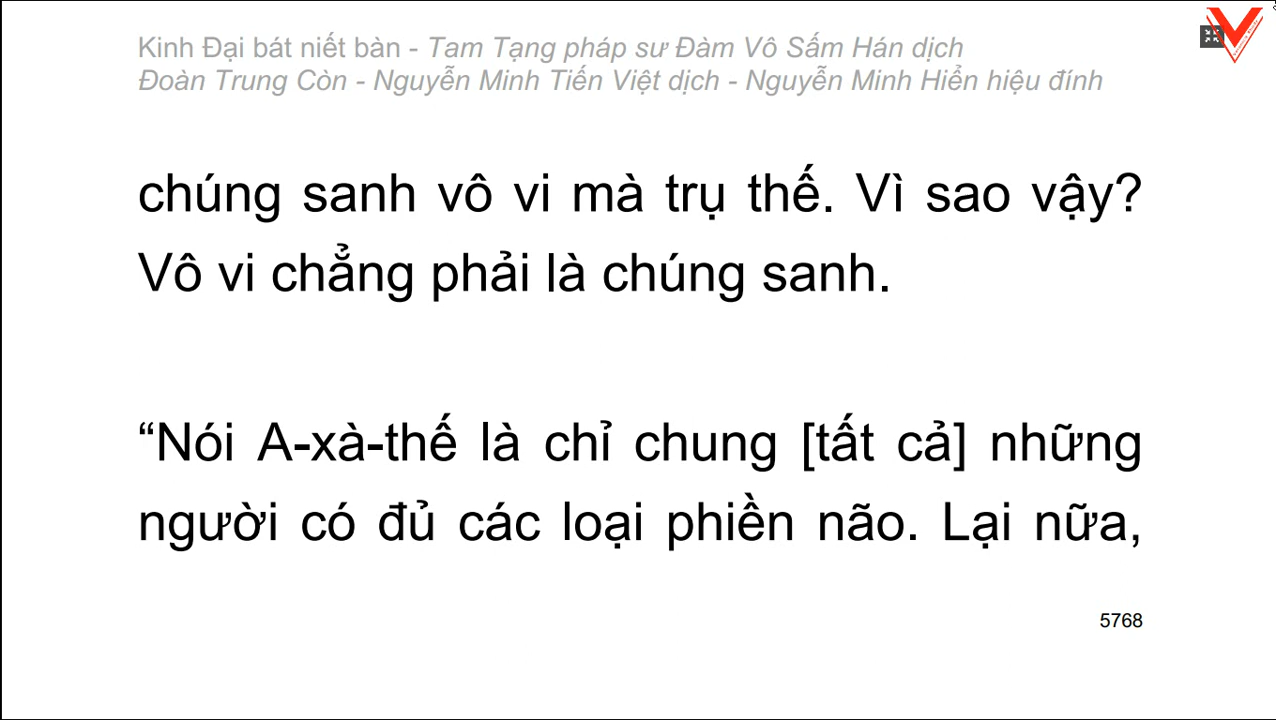 Kinh Đại bát niết bàn - Tam Tạng pháp sư Đàm Vô Sấm Hán dịch
Đoàn Trung Còn - Nguyễn Minh Tiến Việt dịch - Nguyễn Minh Hiển hiệu đính
chúng sanh vô vi mà trụ thế. Vì sao vậy?
Vô vi chẳng phải là chúng sanh.
“Nói A-xà-thế là chỉ chung [tất cả] những
người có đủ các loại phiền não. Lại nữa,
5768